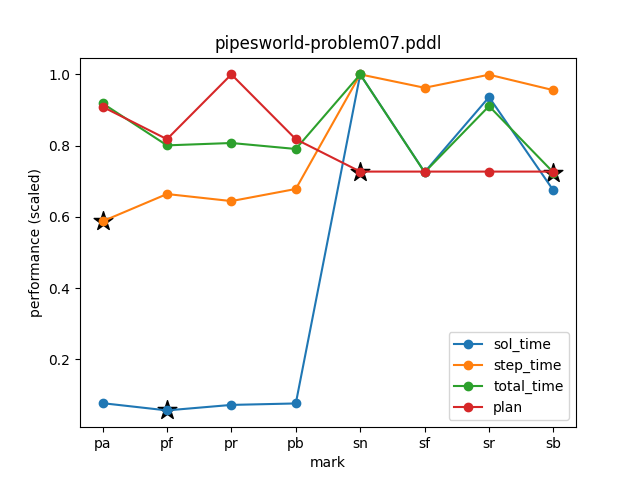 pipesworld-problem07.pddl
performance (scaled)
1.0
0.8
0.6
0.4
0.2
sol_time
step_time
total_time
plan
pa pf pr pb sn sf sr sb
mark